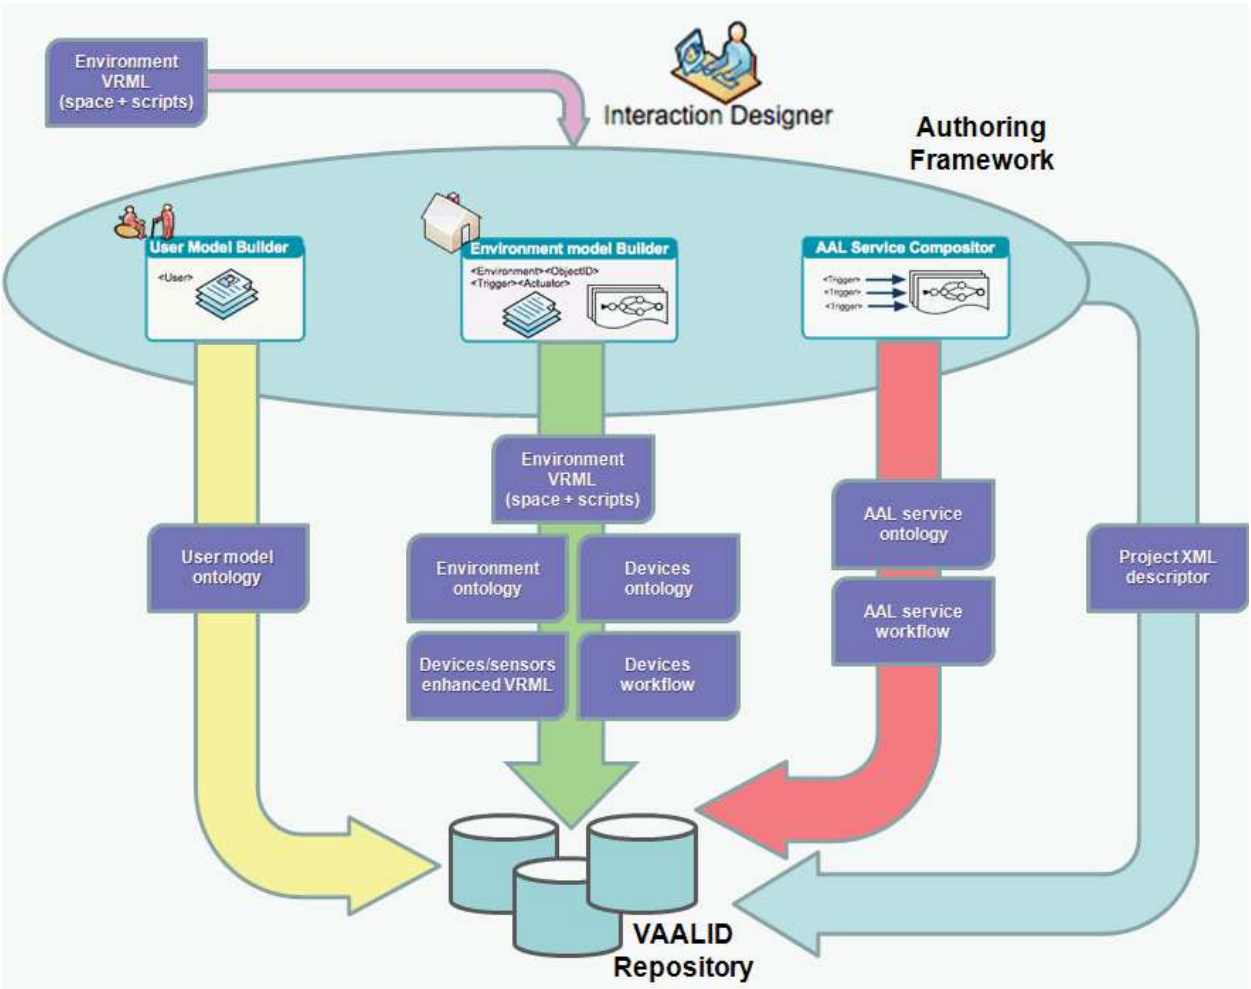 Environment
VRML
(space + scripts)
Interaction Designer
Authoring
Framework
User Model Builder
<User>
Environment model Builder
<Environment><ObjectID>
<Trigger><Actuator>
AAL Service Compositor
<Trigger>
<Trigger>
<Trigger>
Environment
VRML
(space + scripts)
User model
ontology
Environment
ontology
Devices
ontology
Devices/sensors
enhanced VRML
Devices
workflow
AAL service
ontology
AAL service
workflow
Project XML
descriptor
VAALID
Repository